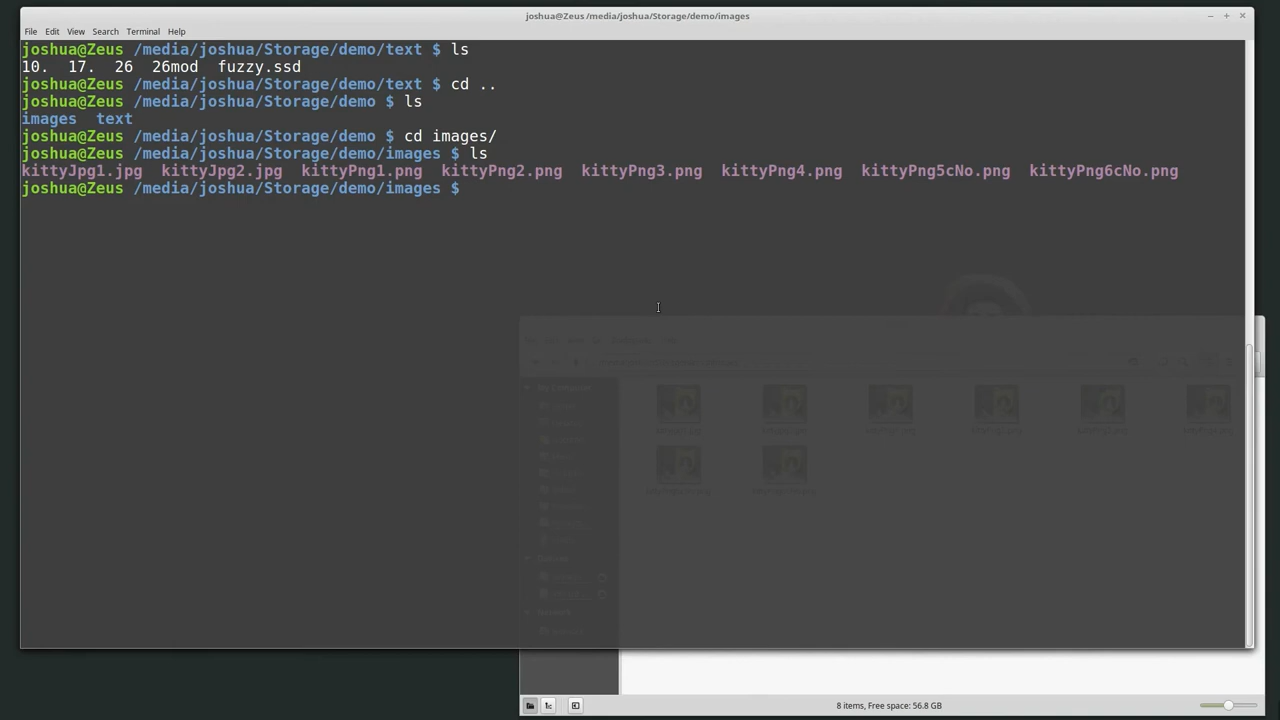 joshua@Zeus /media/joshua/Storage/demo/images
File Edit View Search Terminal Help
joshua@Zeus /media/joshua/Storage/demo/text $ ls
10. 17. 26 26mod fuzzy.ssd
joshua@Zeus /media/joshua/Storage/demo/text $ cd ..
joshua@Zeus /media/joshua/Storage/demo $ ls
images text
joshua@Zeus /media/joshua/Storage/demo $ cd images/
joshua@Zeus /media/joshua/Storage/demo/images $ ls
kittyJpg1.jpg kittyJpg2.jpg kittyPng1.png kittyPng2.png kittyPng3.png kittyPng4.png kittyPng5cNo.png kittyPng6cNo.png
joshua@Zeus /media/joshua/Storage/demo/images $
8 items, Free space: 56.8 GB